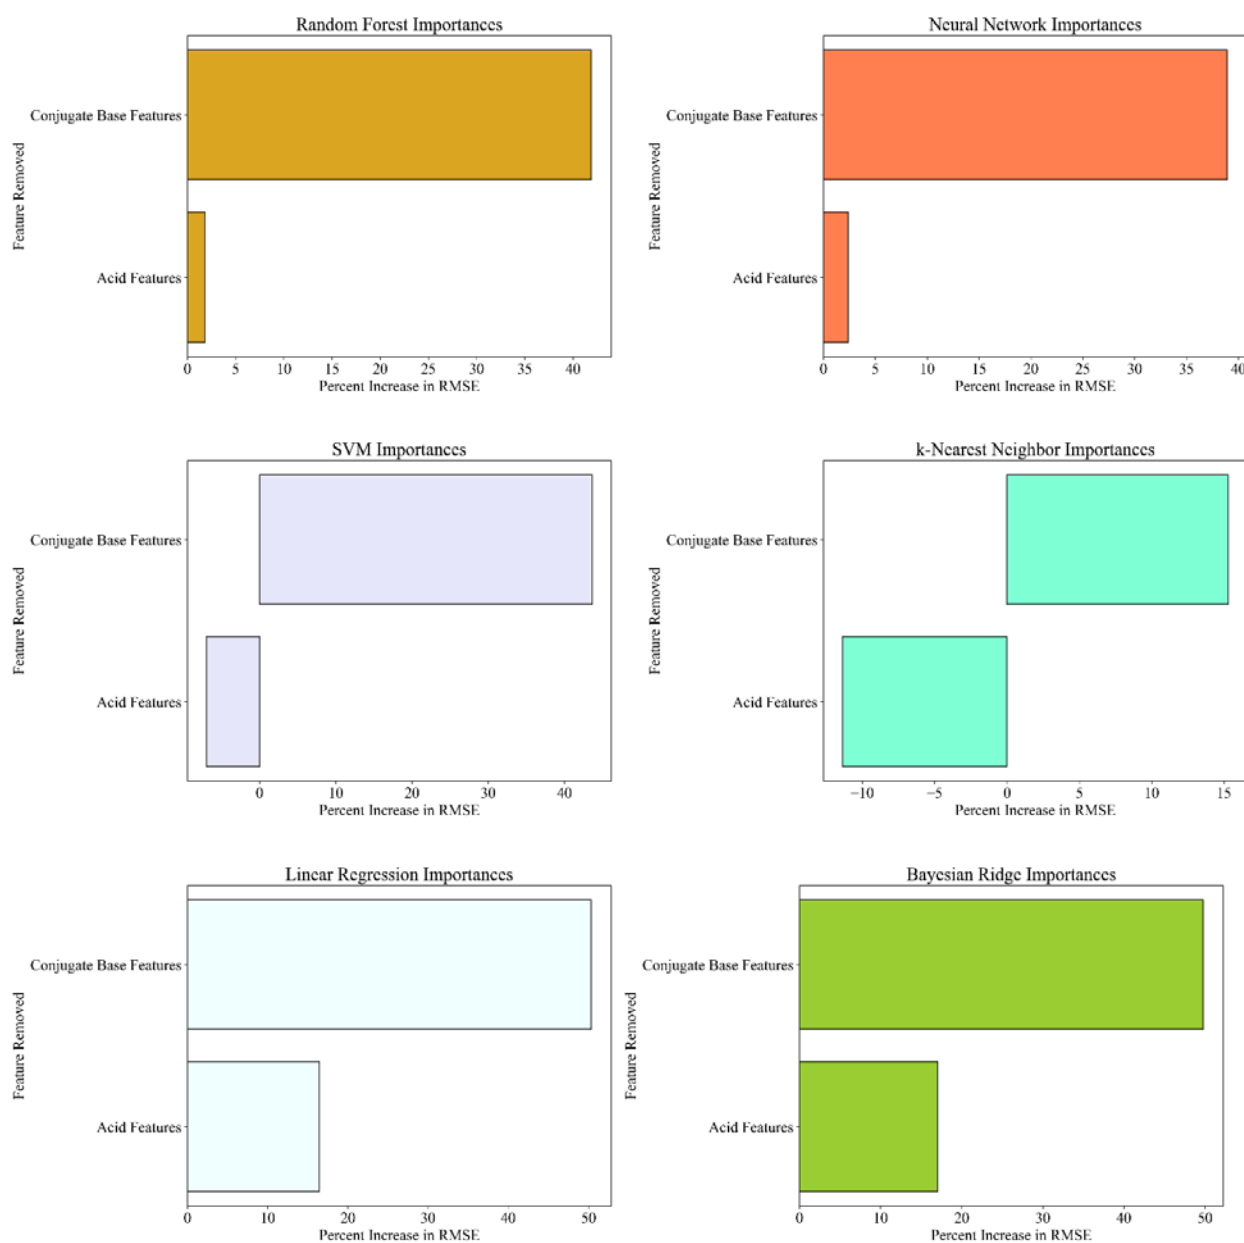 Random Forest Importances
Conjugate Base Features
Acid Features
Feature Removed
0 5 10 15 20 25 30 35 40
Percent Increase in RMSE
Neural Network Importances
Conjugate Base Features
Acid Features
Feature Removed
0 5 10 15 20 25 30 35 40
Percent Increase in RMSE
SVM Importances
Conjugate Base Features
Acid Features
Feature Removed
0 10 20 30 40
Percent Increase in RMSE
k-Nearest Neighbor Importances
Conjugate Base Features
Acid Features
Feature Removed
−10 −5 0 5 10 15
Percent Increase in RMSE
Linear Regression Importances
Conjugate Base Features
Acid Features
Feature Removed
0 10 20 30 40 50
Percent Increase in RMSE
Bayesian Ridge Importances
Conjugate Base Features
Acid Features
Feature Removed
0 10 20 30 40 50
Percent Increase in RMSE